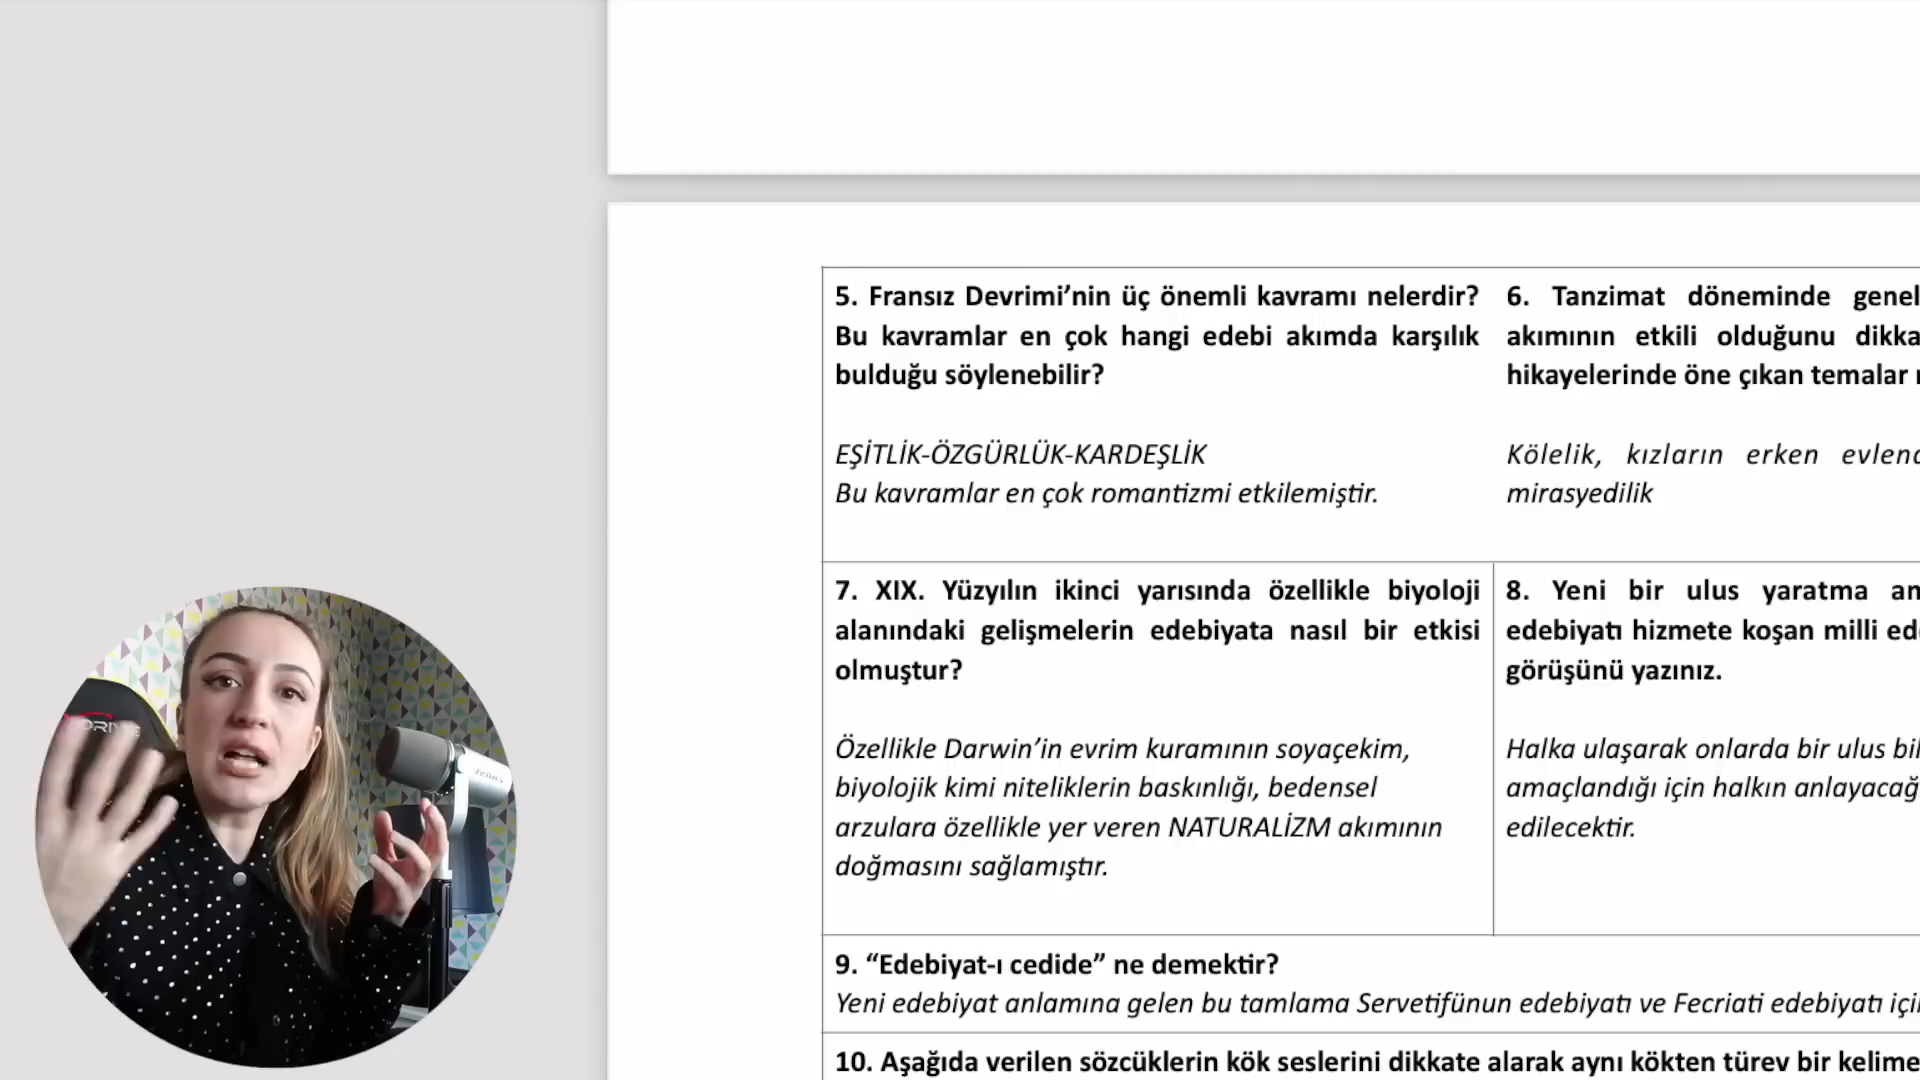 5. Fransız Devrimi’nin üç önemli kavramı nelerdir?
Bu kavramlar en çok hangi edebi akımda karşılık
bulduğu söylenebilir?
EŞİTLİK-ÖZGÜRLÜK-KARDEŞLİK
Bu kavramlar en çok romantizmi etkilemiştir.
6. Tanzimat döneminde genel
akımının etkili olduğunu dikka
hikayelerinde öne çıkan temalar
Kölelik, kızların erken evlend
mirasyedilik
7. XIX. Yüzyılın ikinci yarısında özellikle biyoloji
alanındaki gelişmelerin edebiyata nasıl bir etkisi
olmuştur?
Özellikle Darwin’in evrim kuramının soyaçekim,
biyolojik kimi niteliklerin baskınlığı, bedensel
arzulara özellikle yer veren NATURALİZM akımının
doğmasını sağlamıştır.
8. Yeni bir ulus yaratma
edebiyatı hizmete koşan milli
görüşünü yazınız.
Halka ulaşarak onlarda bir ulus bil
amaçlandığı için halkın anlayacağ
edilecektir.
9. “Edebiyat-ı cedide” ne demektir?
Yeni edebiyat anlamına gelen bu tamlama Servetifünun edebiyatı ve Fecriati edebiyatı
10. Aşağıda verilen sözcüklerin kök seslerini dikkate alarak aynı kökten türev bir kelime